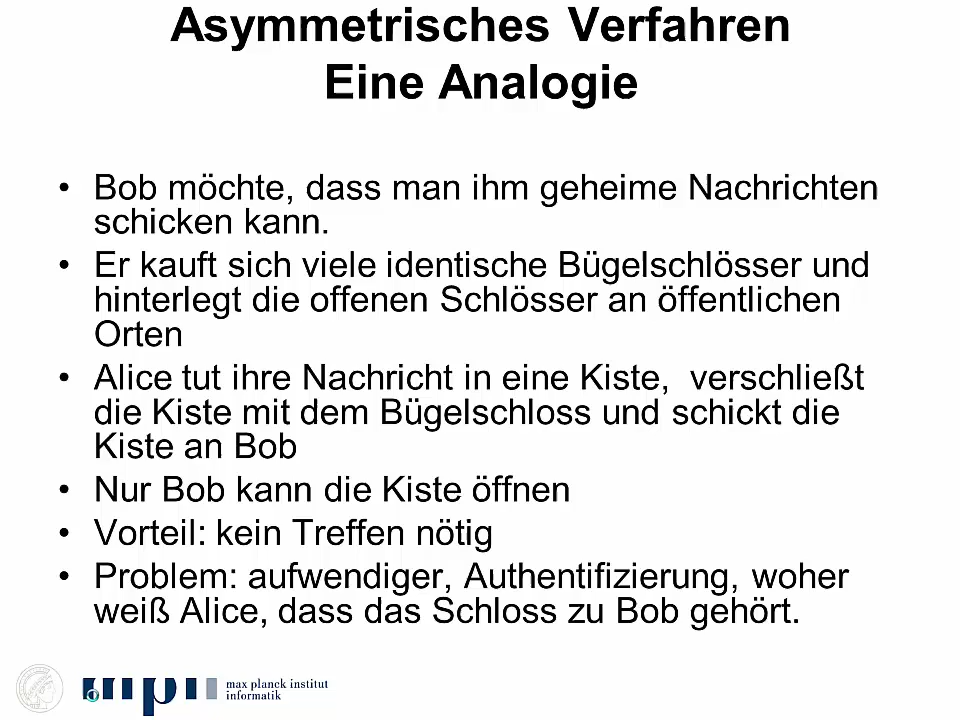 Asymmetrisches Verfahren
Eine Analogie
• Bob möchte, dass man ihm geheime Nachrichten
schicken kann.
• Er kauft sich viele identische Bügelschlösser und
hinterlegt die offenen Schlösser an öffentlichen
Orten
• Alice tut ihre Nachricht in eine Kiste,  verschließt
die Kiste mit dem Bügelschloss und schickt die
Kiste an Bob
• Nur Bob kann die Kiste öffnen
• Vorteil: kein Treffen nötig
• Problem: aufwendiger, Authentifizierung, woher
weiß Alice, dass das Schloss zu Bob gehört.
mpii max planck institut
informatik